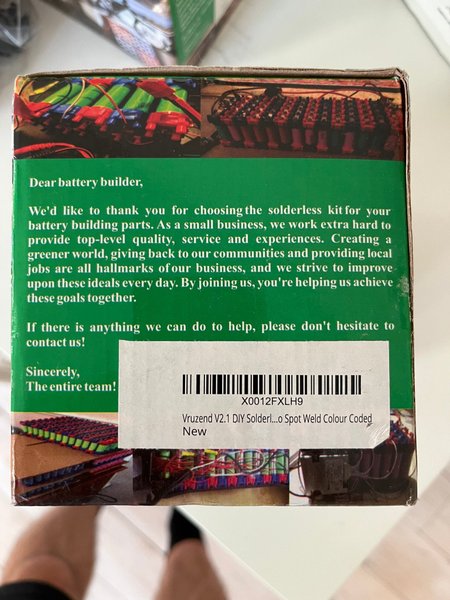 Dear battery builder,
We'd like to thank you for choosing the solderless kit for your
battery building parts. As a small business, we work extra hard to
provide top-level quality, service and experiences. Creating a
greener world, giving back to our communities and providing local
jobs are all hallmarks of our business, and we strive to improve
upon these ideals every day. By joining us, you're helping us achieve
these goals together.
If there is anything we can do to help, please don't hesitate to
contact us!
Sincerely,
The entire team!
X0012FXLH9
Vruzend V2.1 DIY Solderl...o Spot Weld Colour Coded
New